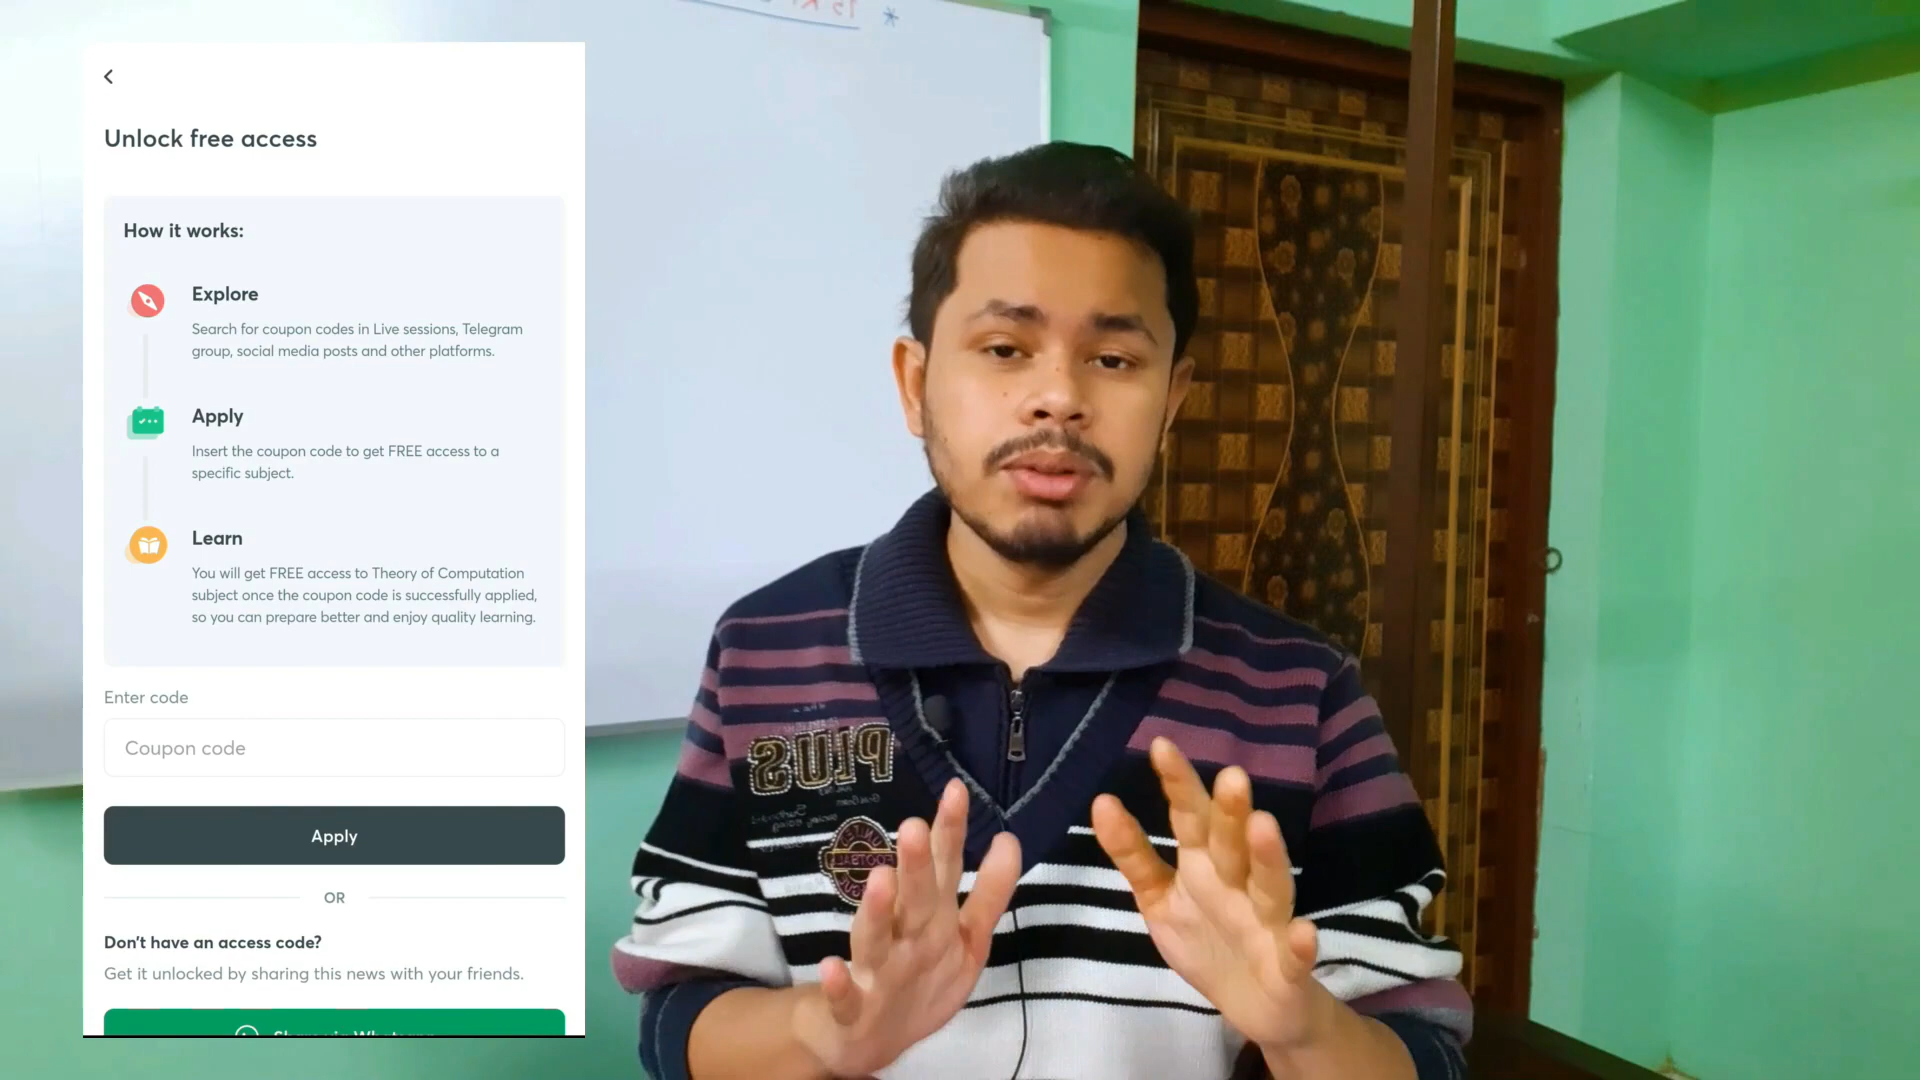 Unlock free access
How it works:
Explore
Search for coupon codes in Live sessions, Telegram
group, social media posts and other platforms.
Apply
Insert the coupon code to get FREE access to a
specific subject.
Learn
You will get FREE access to Theory of Computation
subject once the coupon code is successfully applied,
so you can prepare better and enjoy quality learning.
Enter code
Coupon code
Apply
OR
Don't have an access code?
Get it unlocked by sharing this news with your friends.
Share via Whatsapp
PLUS